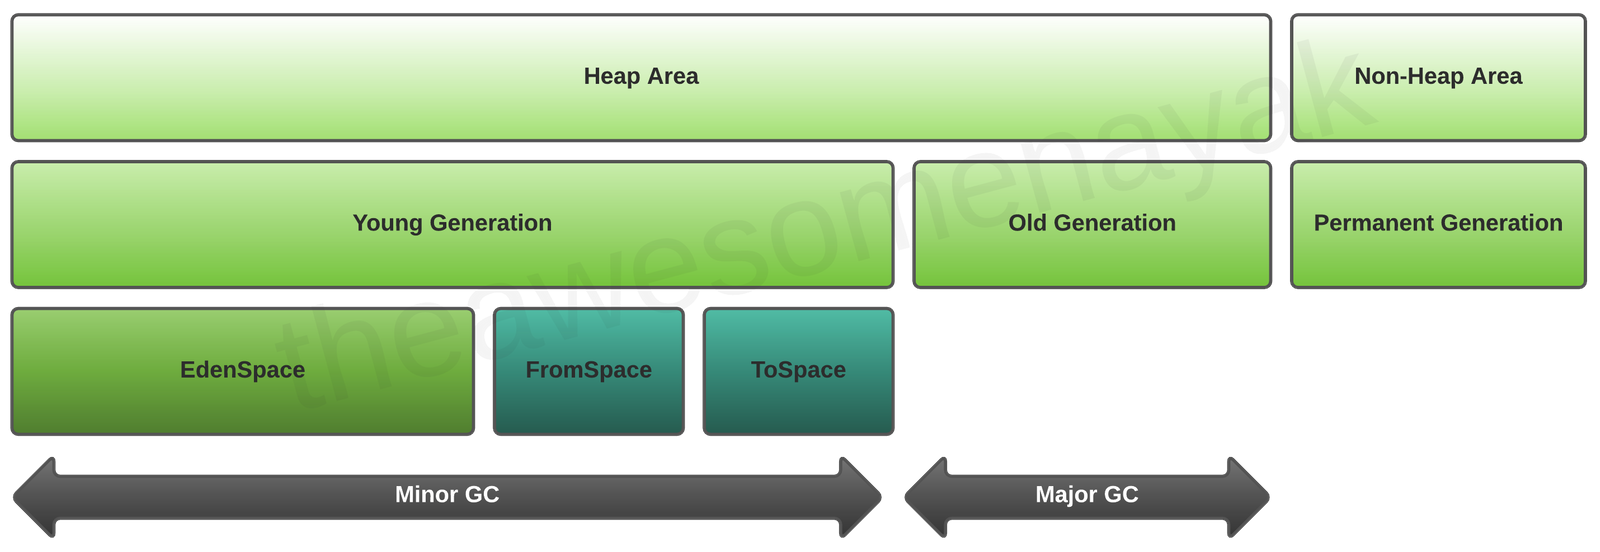 Heap Area
Non-Heap Area
Young Generation
Old Generation
Permanent Generation
EdenSpace
FromSpace
ToSpace
Minor GC
Major GC
theawesomenayak